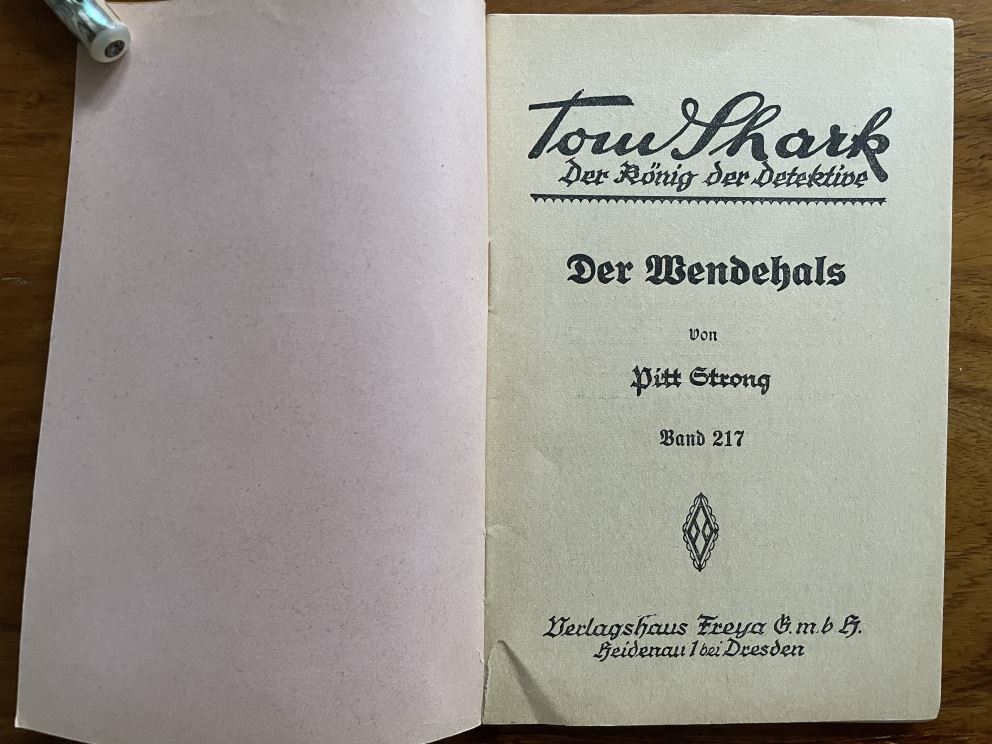 Tom Shark
Der König der Detektive
Der Wendehals
von
Pitt Strong
Band 217
Verlagshaus Freya G.m.b H.
Heidenau 1 bei Dresden